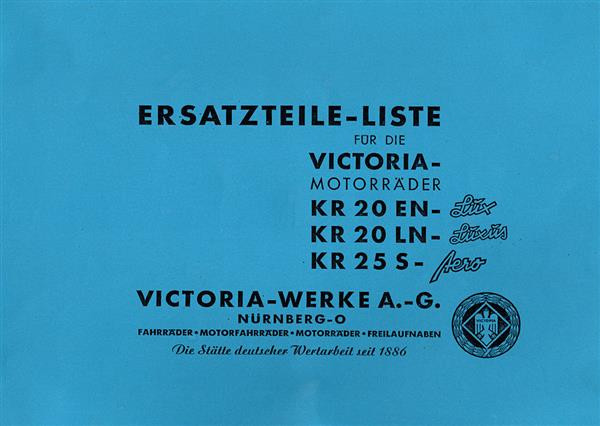 ERSATZTEILE-LISTE
FÜR DIE
VICTORIA-
MOTORRÄDER
KR 20 EN- Lux
KR 20 LN- Luxus
KR 25 S- Aero
VICTORIA-WERKE A.-G.
NÜRNBERG-O
FAHRRÄDER•MOTORFAHRRÄDER•MOTORRÄDER•FREILAUFNABEN
Die Stätte deutscher Wertarbeit seit 1886
VICTORIA